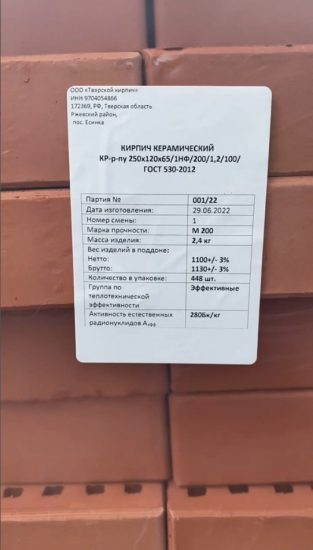 ООО «Тверской кирпич»
ИНН 9704054866
172369, РФ, Тверская область
Ржевский район,
пос. Есинка
КИРПИЧ КЕРАМИЧЕСКИЙ
КР-р-пу 250х120х65/1НФ/200/1,2/100/
ГОСТ 530-2012
Партия № 001/22
Дата изготовления: 29.06.2022
Номер смены: 1
Марка прочности: М 200
Масса изделия: 2,4 кг
Вес изделий в поддоне:
Нетто: 1100+/- 3%
Брутто: 1130+/- 3%
Количество в упаковке: 448 шт.
Группа по Эффективные
теплотехнической
эффективности
Активность естественных 280Бк/кг
радионуклидов Аэфф